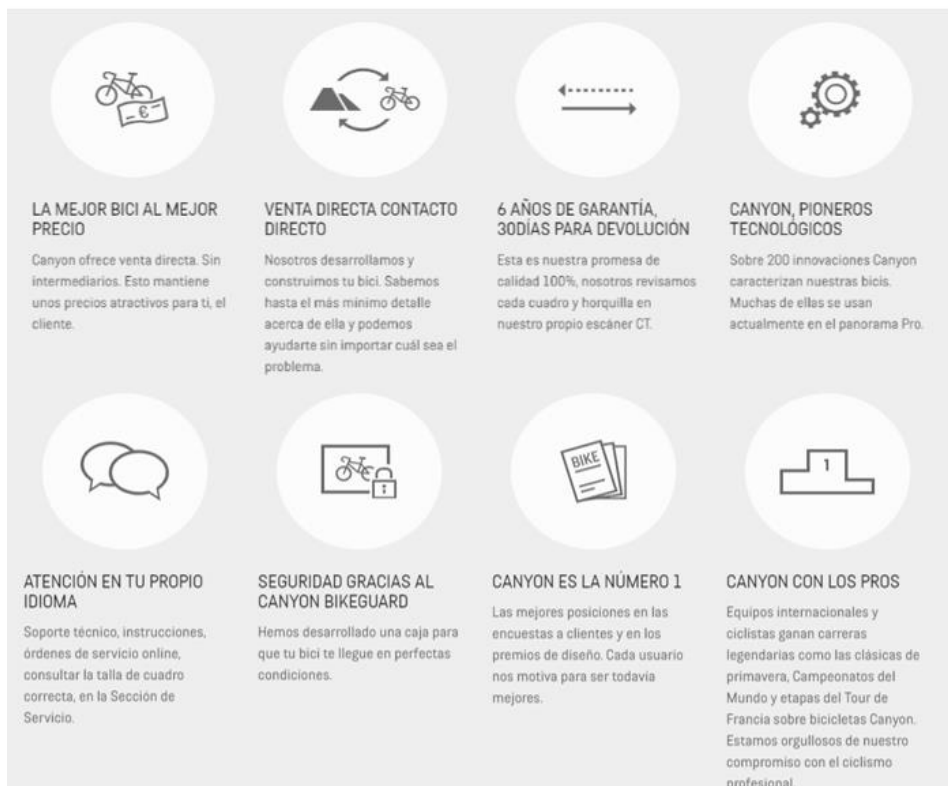 €
LA MEJOR BICI AL MEJOR
PRECIO
Canyon ofrece venta directa. Sin
intermediarios. Esto mantiene
unos precios atractivos para ti, el
cliente.
VENTA DIRECTA CONTACTO
DIRECTO
Nosotros desarrollamos y
construimos tu bici. Sabemos
hasta el más mínimo detalle
acerca de ella y podemos
ayudarte sin importar cuál sea el
problema.
6 AÑOS DE GARANTÍA,
30DÍAS PARA DEVOLUCIÓN
Esta es nuestra promesa de
calidad 100%, nosotros revisamos
cada cuadro y horquilla en
nuestro propio escáner CT.
CANYON, PIONEROS
TECNOLÓGICOS
Sobre 200 innovaciones Canyon
caracterizan nuestras bicis.
Muchas de ellas se usan
actualmente en el panorama Pro.
ATENCIÓN EN TU PROPIO
IDIOMA
Soporte técnico, instrucciones,
órdenes de servicio online,
consultar la talla de cuadro
correcta, en la Sección de
Servicio.
SEGURIDAD GRACIAS AL
CANYON BIKEGUARD
Hemos desarrollado una caja para
que tu bici te llegue en perfectas
condiciones.
BIKE
CANYON ES LA NÚMERO 1
Las mejores posiciones en las
encuestas a clientes y en los
premios de diseño. Cada usuario
nos motiva para ser todavía
mejores.
1
CANYON CON LOS PROS
Equipos internacionales y
ciclistas ganan carreras
legendarias como las clásicas de
primavera, Campeonatos del
Mundo y etapas del Tour de
Francia sobre bicicletas Canyon.
Estamos orgullosos de nuestro
compromiso con el ciclismo
profesional